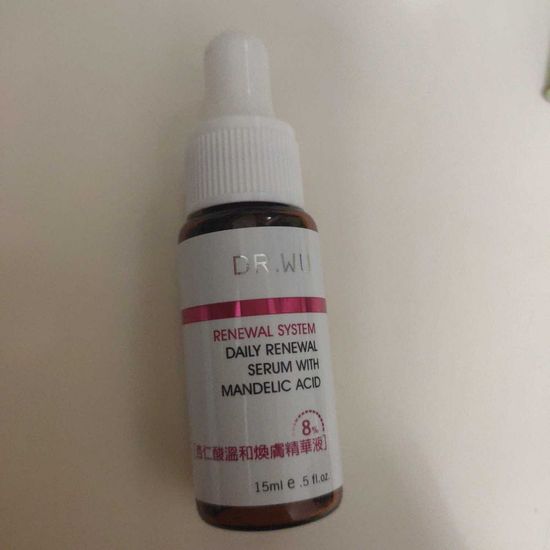 DR.WU
RENEWAL SYSTEM
DAILY RENEWAL
SERUM WITH
MANDELIC ACID
8%
[杏仁酸溫和煥膚精華液]
15ml e .5 fl.oz.